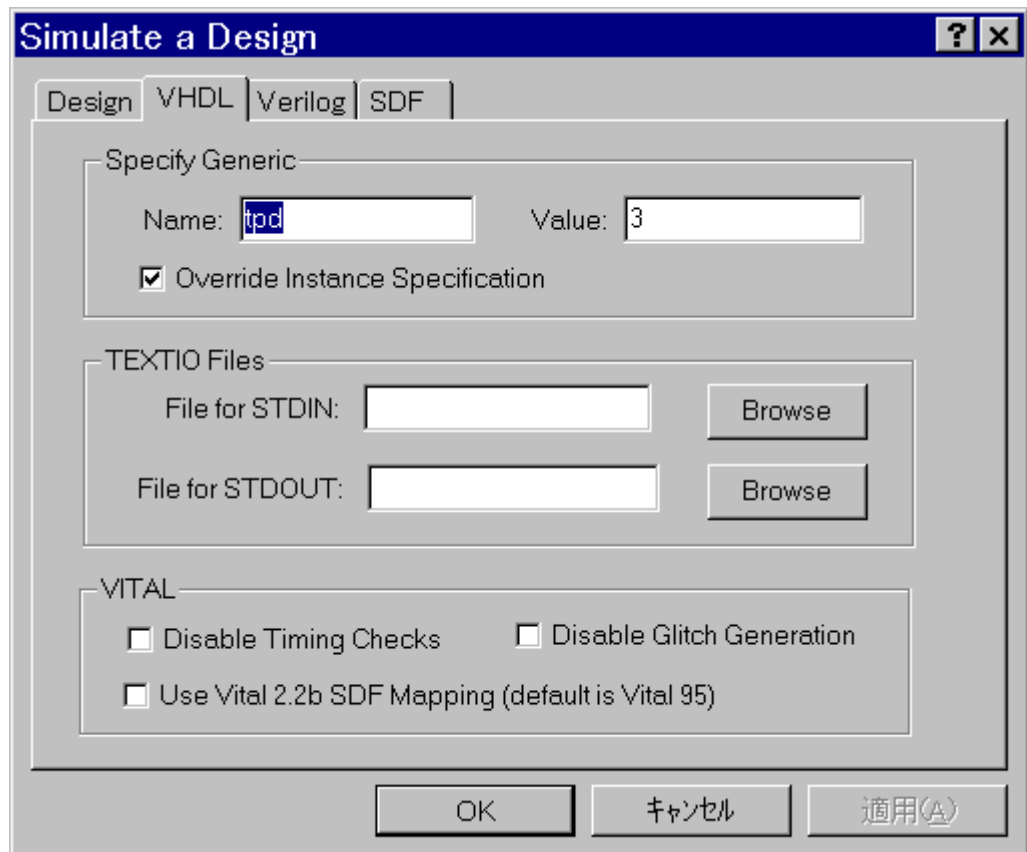 Simulate a Design
Design VHDL Verilog SDF
Specify Generic
Name: tpd Value: 3
Override Instance Specification
TEXTIO Files
File for STDIN: Browse
File for STDOUT: Browse
VITAL
Disable Timing Checks Disable Glitch Generation
Use Vital 2.2b SDF Mapping (default is Vital 95)
OK キャンセル 適用(A)